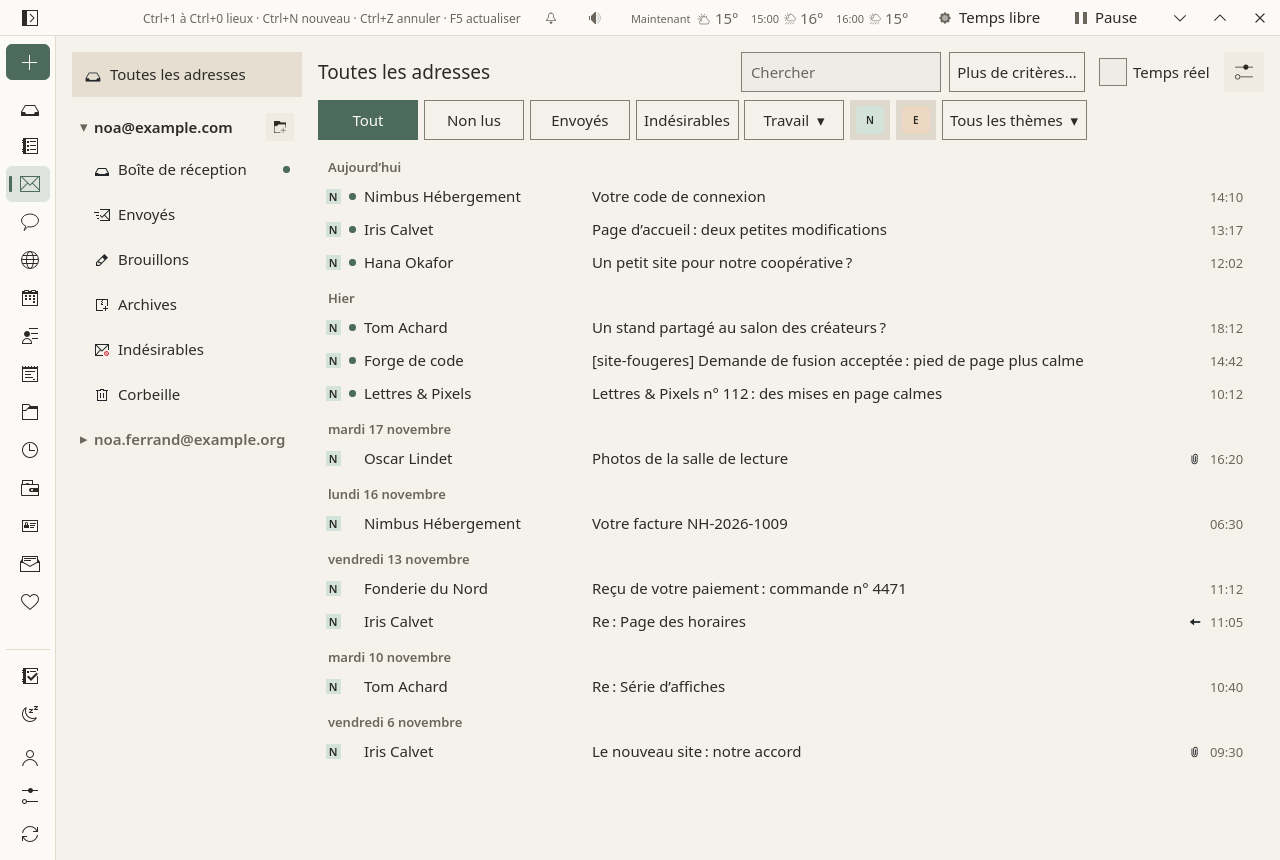 Ctrl+1 à Ctrl+0 lieux · Ctrl+N nouveau · Ctrl+Z annuler · F5 actualiser
Maintenant 15° 15:00 16° 16:00 15°
Temps libre
Pause
Toutes les adresses
noa@example.com
Boîte de réception
Envoyés
Brouillons
Archives
Indésirables
Corbeille
noa.ferrand@example.org
Toutes les adresses
Chercher
Plus de critères...
Temps réel
Tout
Non lus
Envoyés
Indésirables
Travail ▾
N
E
Tous les thèmes ▾
Aujourd’hui
N Nimbus Hébergement Votre code de connexion 14:10
N Iris Calvet Page d’accueil : deux petites modifications 13:17
N Hana Okafor Un petit site pour notre coopérative ? 12:02
Hier
N Tom Achard Un stand partagé au salon des créateurs ? 18:12
N Forge de code [site-fougeres] Demande de fusion acceptée : pied de page plus calme 14:42
N Lettres & Pixels Lettres & Pixels n° 112 : des mises en page calmes 10:12
mardi 17 novembre
N Oscar Lindet Photos de la salle de lecture 16:20
lundi 16 novembre
N Nimbus Hébergement Votre facture NH-2026-1009 06:30
vendredi 13 novembre
N Fonderie du Nord Reçu de votre paiement : commande n° 4471 11:12
N Iris Calvet Re : Page des horaires 11:05
mardi 10 novembre
N Tom Achard Re : Série d’affiches 10:40
vendredi 6 novembre
N Iris Calvet Le nouveau site : notre accord 09:30